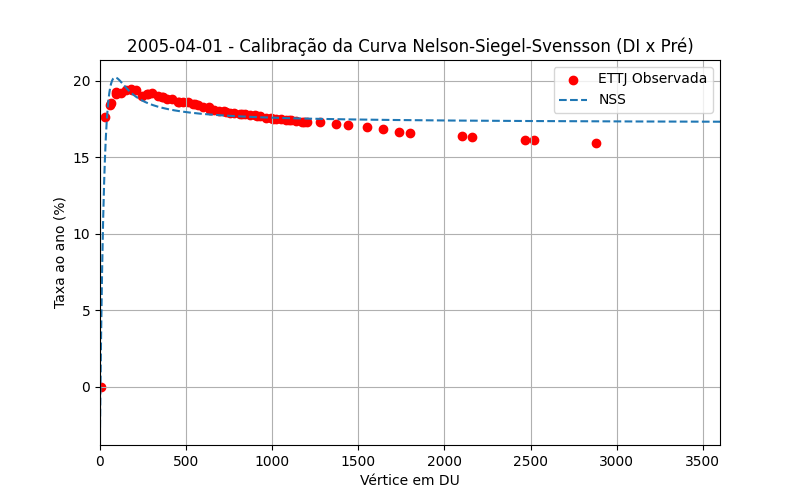 2005-04-01 - Calibração da Curva Nelson-Siegel-Svensson (DI x Pré)
ETTJ Observada
NSS
Taxa ao ano (%)
20
15
10
5
0
0 500 1000 1500 2000 2500 3000 3500
Vértice em DU